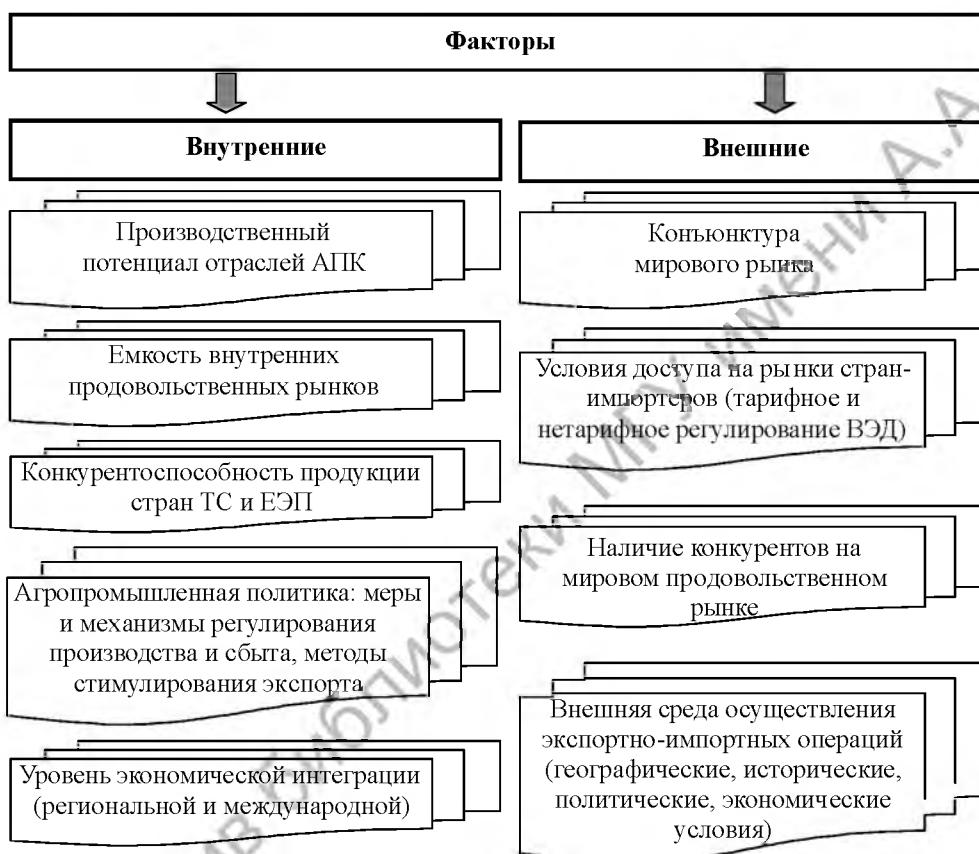 Факторы
Внутренние
Производственный
потенциал отраслей АПК
Емкость внутренних
продовольственных рынков
Конкурентоспособность продукции
стран ТС и ЕЭП
Агропромышленная политика: меры
и механизмы регулирования
производства и сбыта, методы
стимулирования экспорта
Уровень экономической интеграции
(региональной и международной)
Внешние
Конъюнктура
мирового рынка
Условия доступа на рынки стран-
импортеров (тарифное и
нетарифное регулирование ВЭД)
Наличие конкурентов на
мировом продовольственном
рынке
Внешняя среда осуществления
экспортно-импортных операций
(географические, исторические,
политические, экономические
условия)
библиотеки МГУ имени А.А